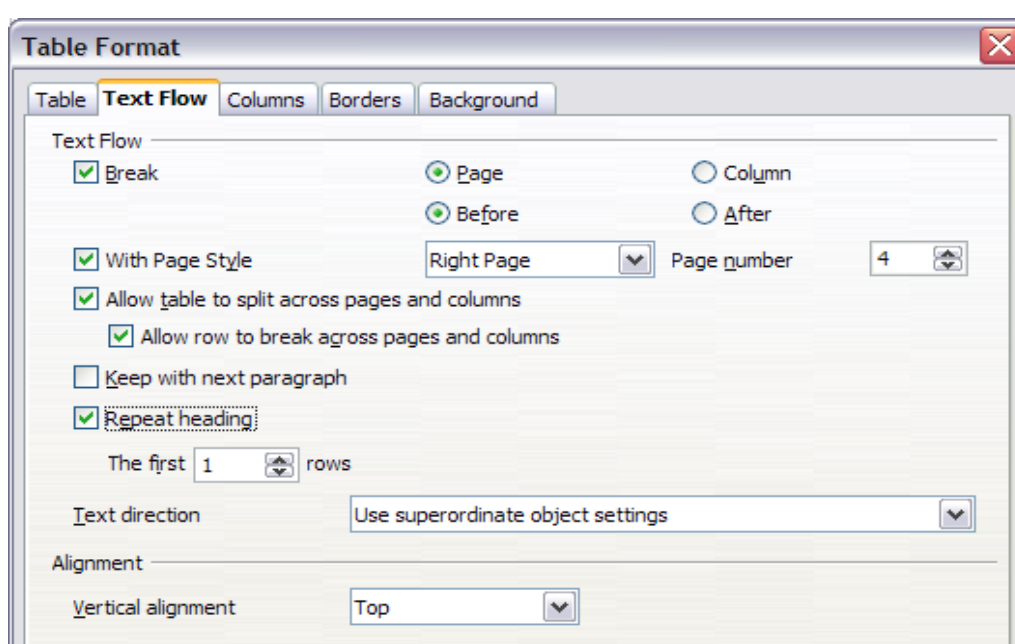 Table Format
Table Text Flow Columns Borders Background
Text Flow
Break Page Column
Before After
With Page Style Right Page Page number 4
Allow table to split across pages and columns
Allow row to break across pages and columns
Keep with next paragraph
Repeat heading
The first 1 rows
Text direction Use superordinate object settings
Alignment
Vertical alignment Top